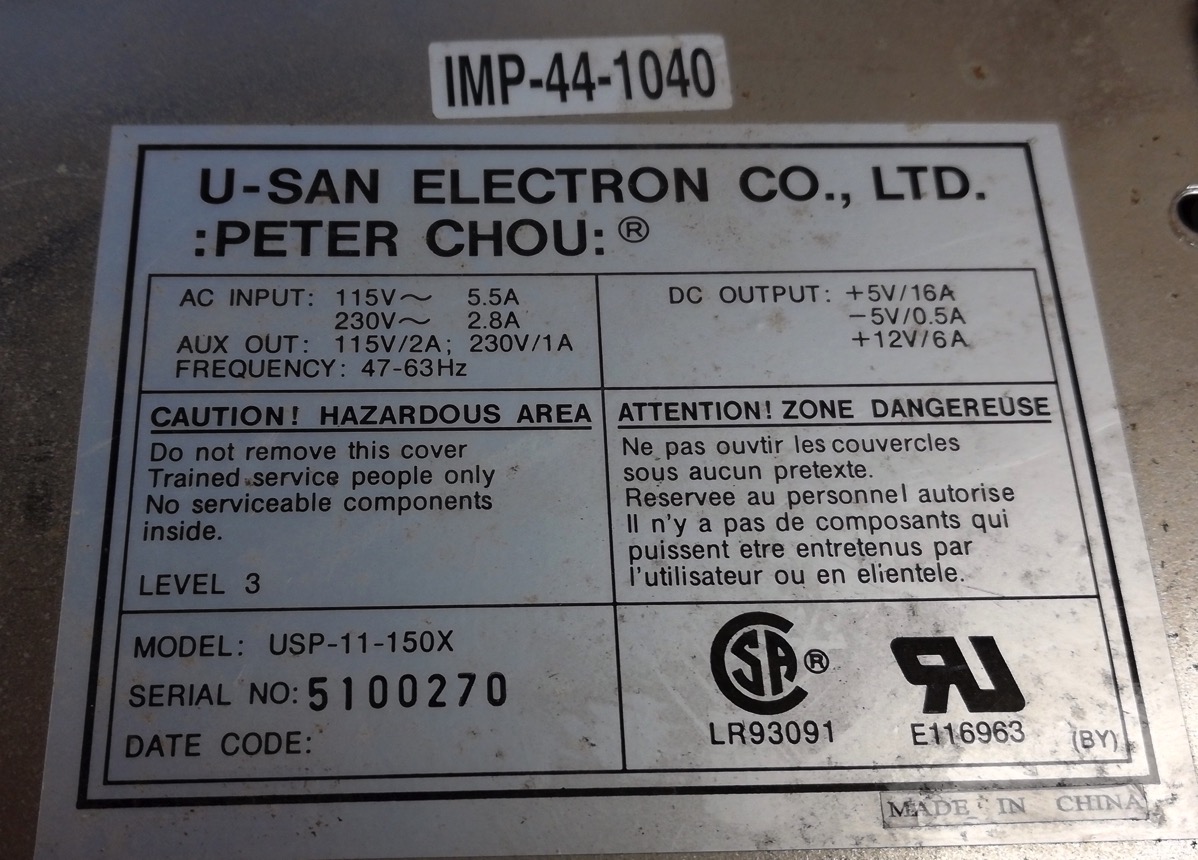 IMP-44-1040
U-SAN ELECTRON CO., LTD.
:PETER CHOU:®
AC INPUT: 115V~ 5.5A
230V~ 2.8A
AUX OUT: 115V/2A; 230V/1A
FREQUENCY: 47-63Hz
DC OUTPUT: +5V/16A
-5V/0.5A
+12V/6A
CAUTION! HAZARDOUS AREA
Do not remove this cover
Trained service people only
No serviceable components
inside.
LEVEL 3
ATTENTION! ZONE DANGEREUSE
Ne pas ouvtir les couvercles
sous aucun pretexte.
Reservee au personnel autorise
Il n'y a pas de composants qui
puissent etre entretenus par
l'utilisateur ou en elientele.
MODEL: USP-11-150X
SERIAL NO: 5100270
DATE CODE:
SA®
LR93091
RU
E116963
(BY)
MADE IN CHINA